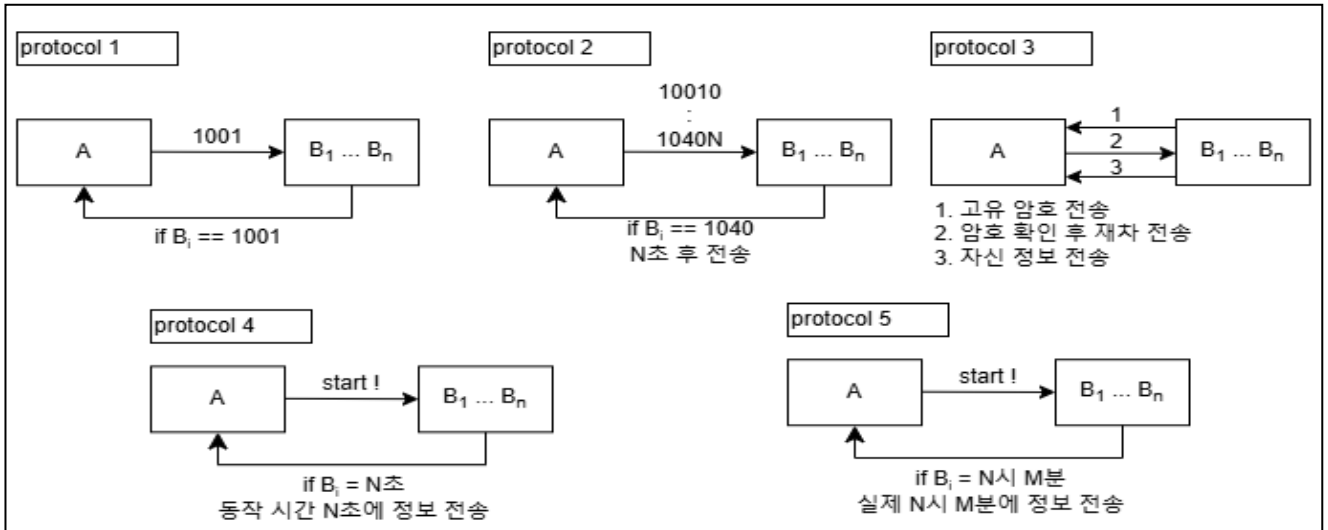 protocol 1
A
1001
B₁ ... Bₙ
if Bᵢ == 1001
protocol 2
10010
:
1040N
A
B₁ ... Bₙ
if Bᵢ == 1040
N초 후 전송
protocol 3
A
1
2
3
B₁ ... Bₙ
1. 고유 암호 전송
2. 암호 확인 후 재차 전송
3. 자신 정보 전송
protocol 4
A
start !
B₁ ... Bₙ
if Bᵢ = N초
동작 시간 N초에 정보 전송
protocol 5
A
start !
B₁ ... Bₙ
if Bᵢ = N시 M분
실제 N시 M분에 정보 전송